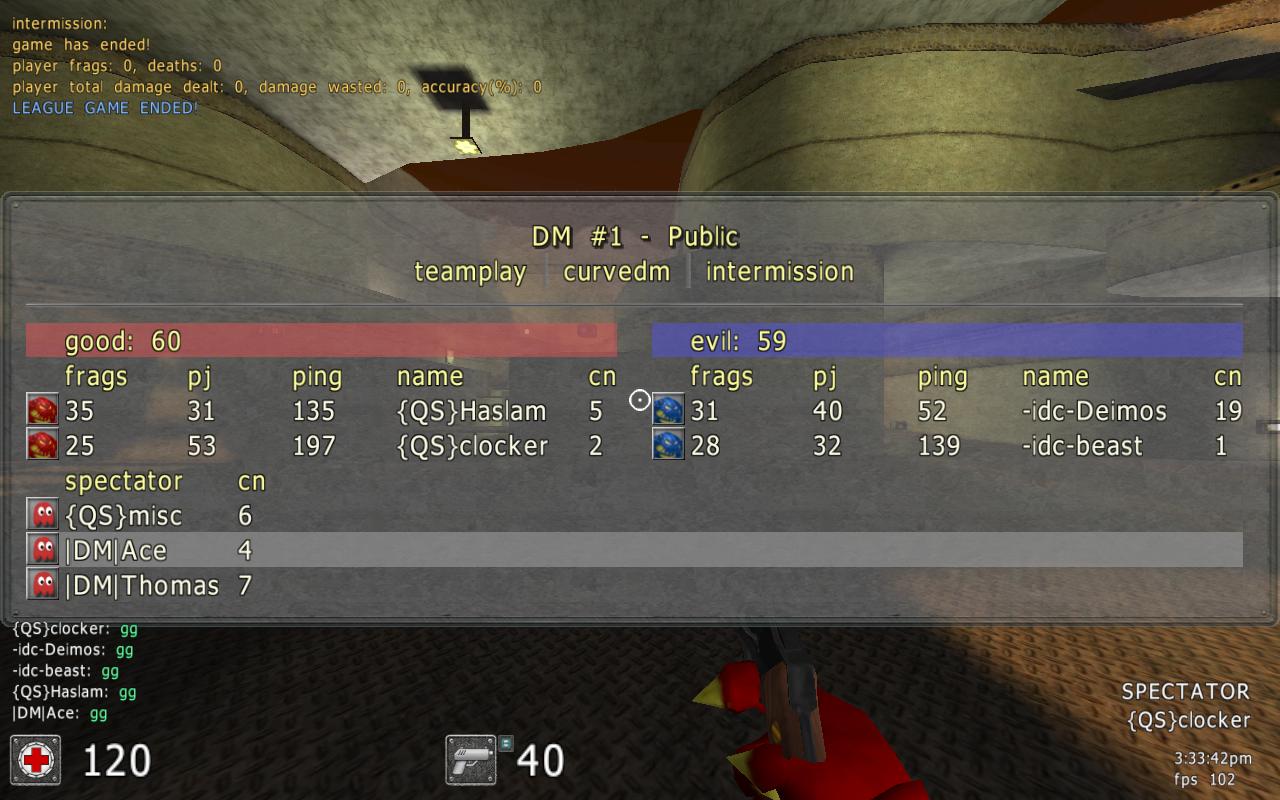 intermission:
game has ended!
player frags: 0, deaths: 0
player total damage dealt: 0, damage wasted: 0, accuracy(%): 0
LEAGUE GAME ENDED!
DM #1 - Public
teamplay curvedm intermission
good: 60 evil: 59
frags pj ping name cn frags pj ping name cn
35 31 135 {QS}Haslam 5 31 40 52 -idc-Deimos 19
25 53 197 {QS}clocker 2 28 32 139 -idc-beast 1
spectator cn
{QS}misc 6
|DM|Ace 4
|DM|Thomas 7
{QS}clocker: gg
-idc-Deimos: gg
-idc-beast: gg
{QS}Haslam: gg
|DM|Ace: gg
SPECTATOR
{QS}clocker
120 40
3:33:42pm
fps 102